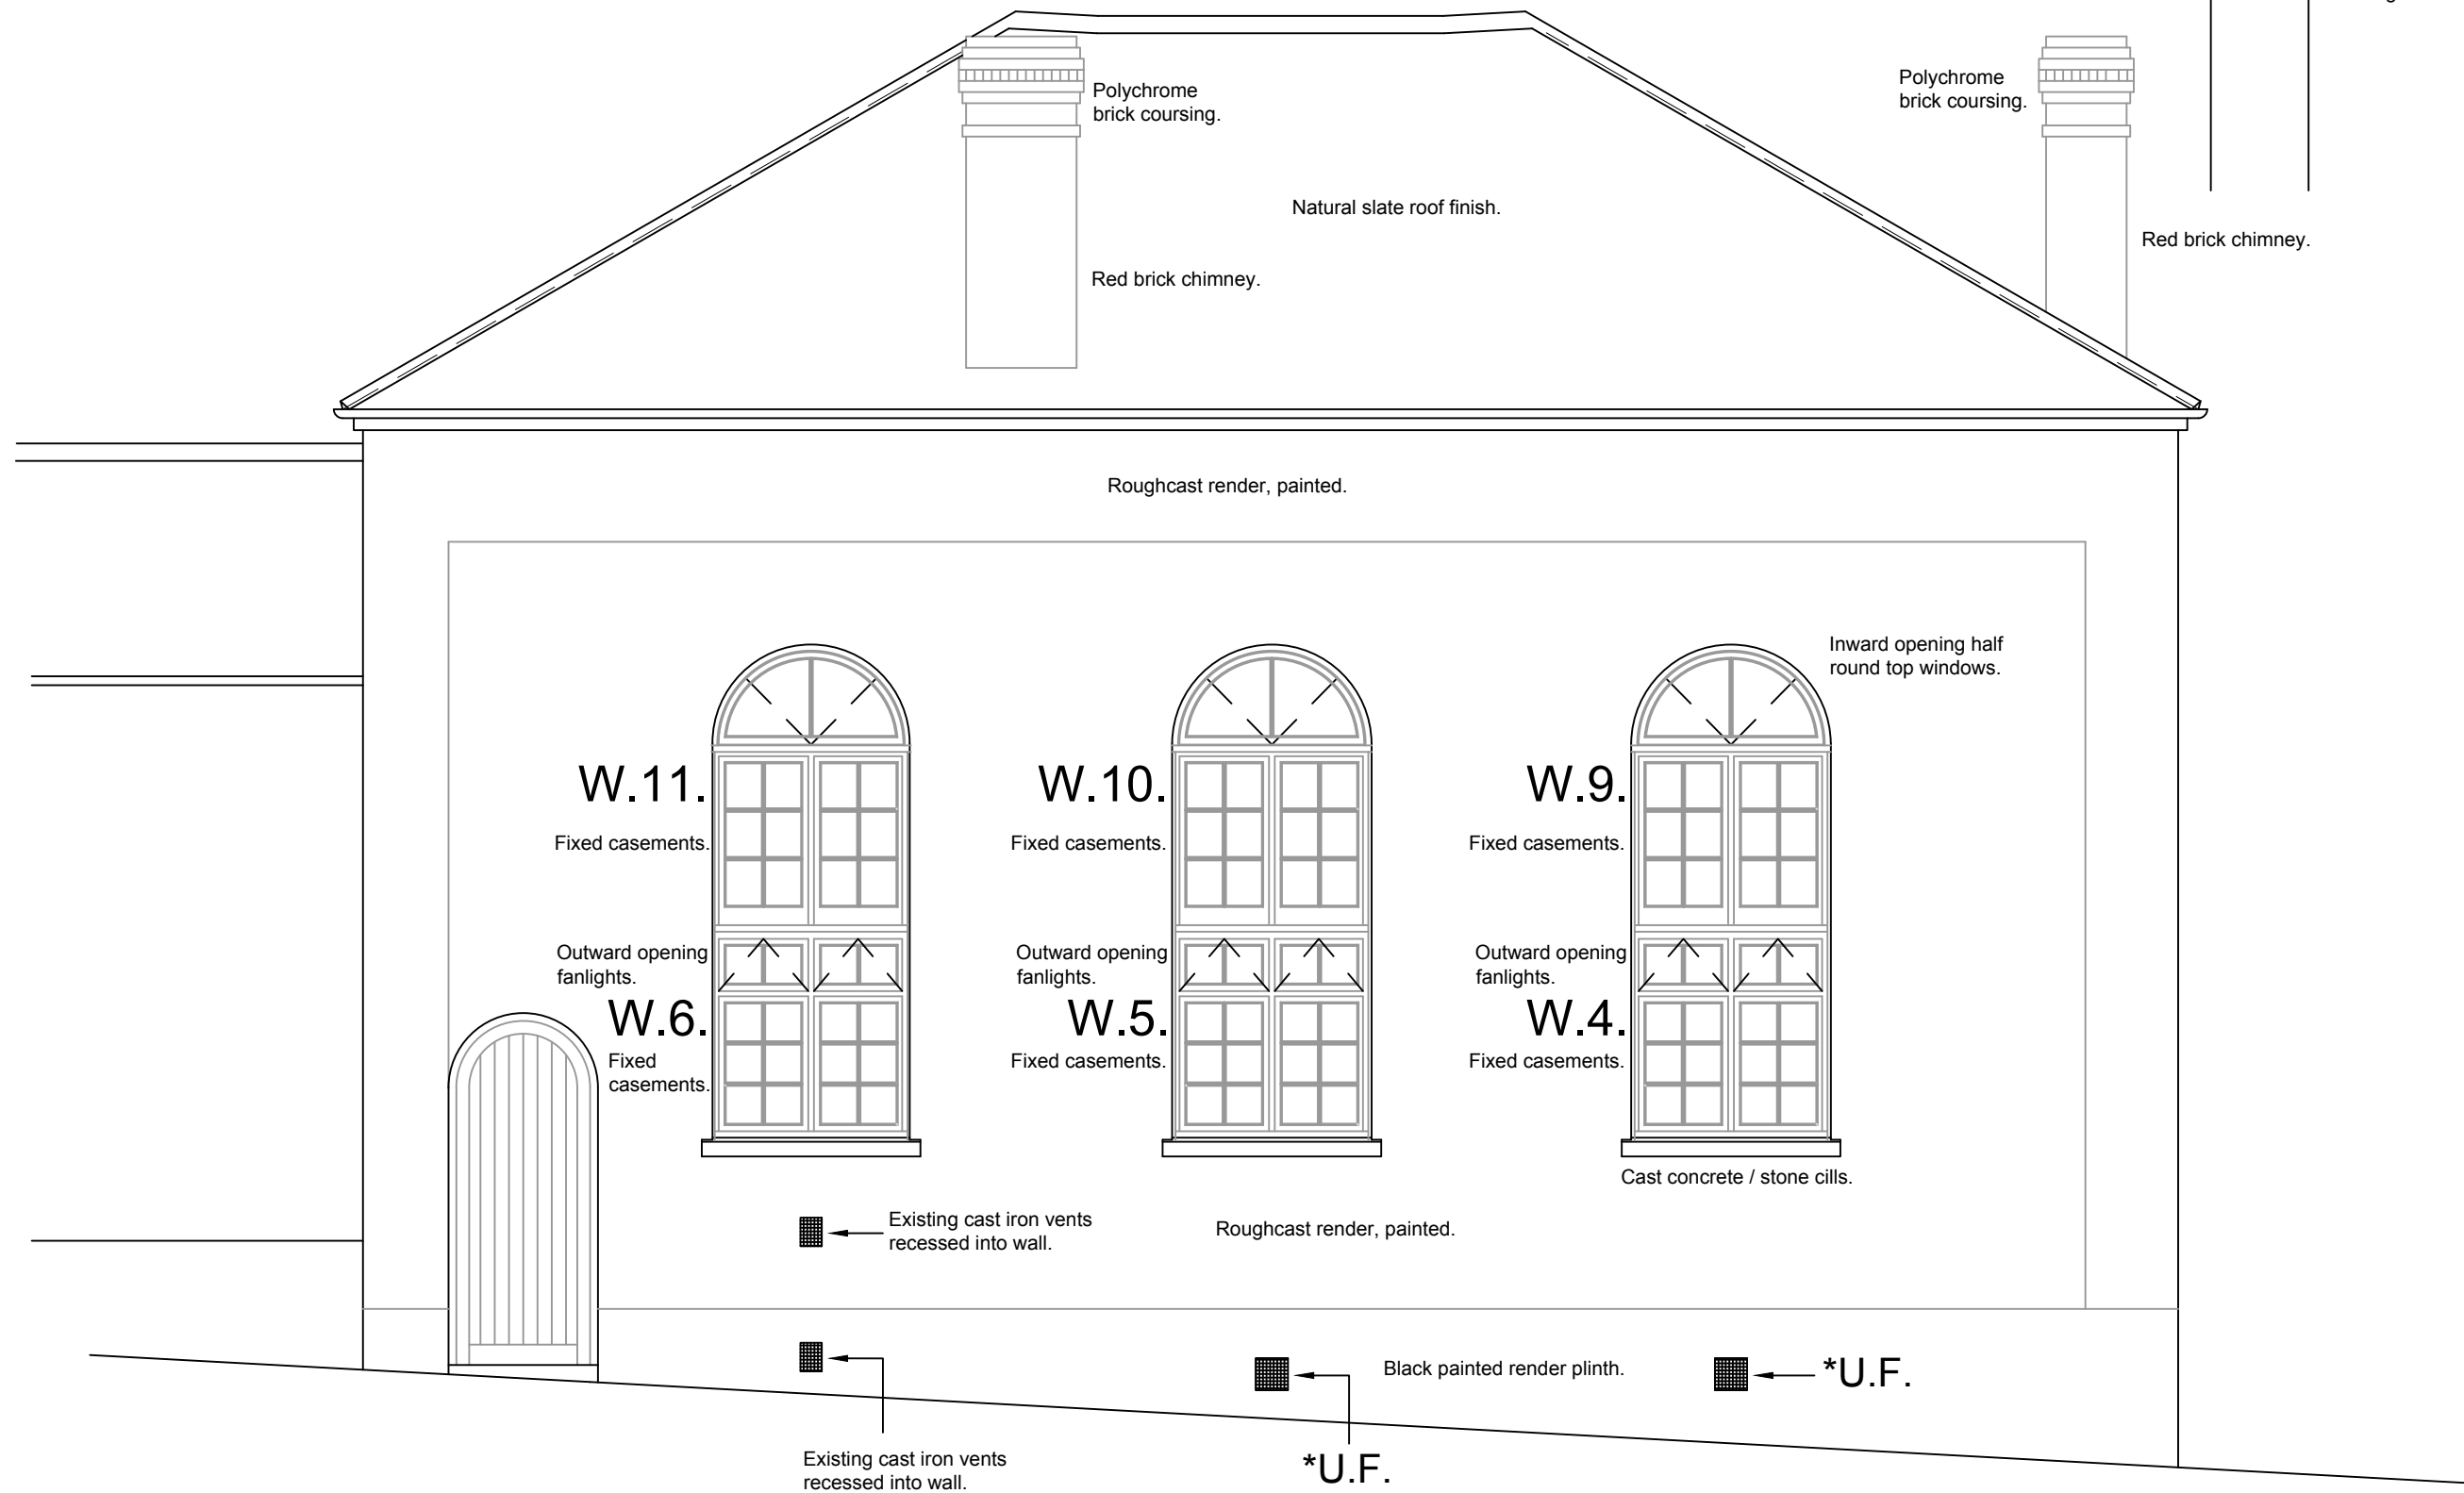 Polychrome
brick coursing.
Polychrome
brick coursing.
Natural slate roof finish.
Red brick chimney.
Red brick chimney.
Roughcast render, painted.
Inward opening half
round top windows.
W.11.
W.10.
W.9.
Fixed casements.
Fixed casements.
Fixed casements.
Outward opening
fanlights.
Outward opening
fanlights.
Outward opening
fanlights.
W.6.
W.5.
W.4.
Fixed
casements.
Fixed casements.
Fixed casements.
Cast concrete / stone cills.
Existing cast iron vents
recessed into wall.
Roughcast render, painted.
Black painted render plinth.
*U.F.
Existing cast iron vents
recessed into wall.
*U.F.